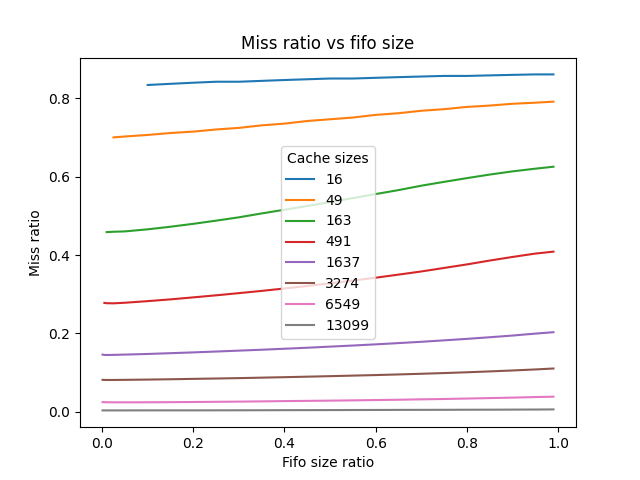 Miss ratio vs fifo size
Miss ratio
0.8
0.6
0.4
0.2
0.0
Cache sizes
16
49
163
491
1637
3274
6549
13099
0.0 0.2 0.4 0.6 0.8 1.0
Fifo size ratio